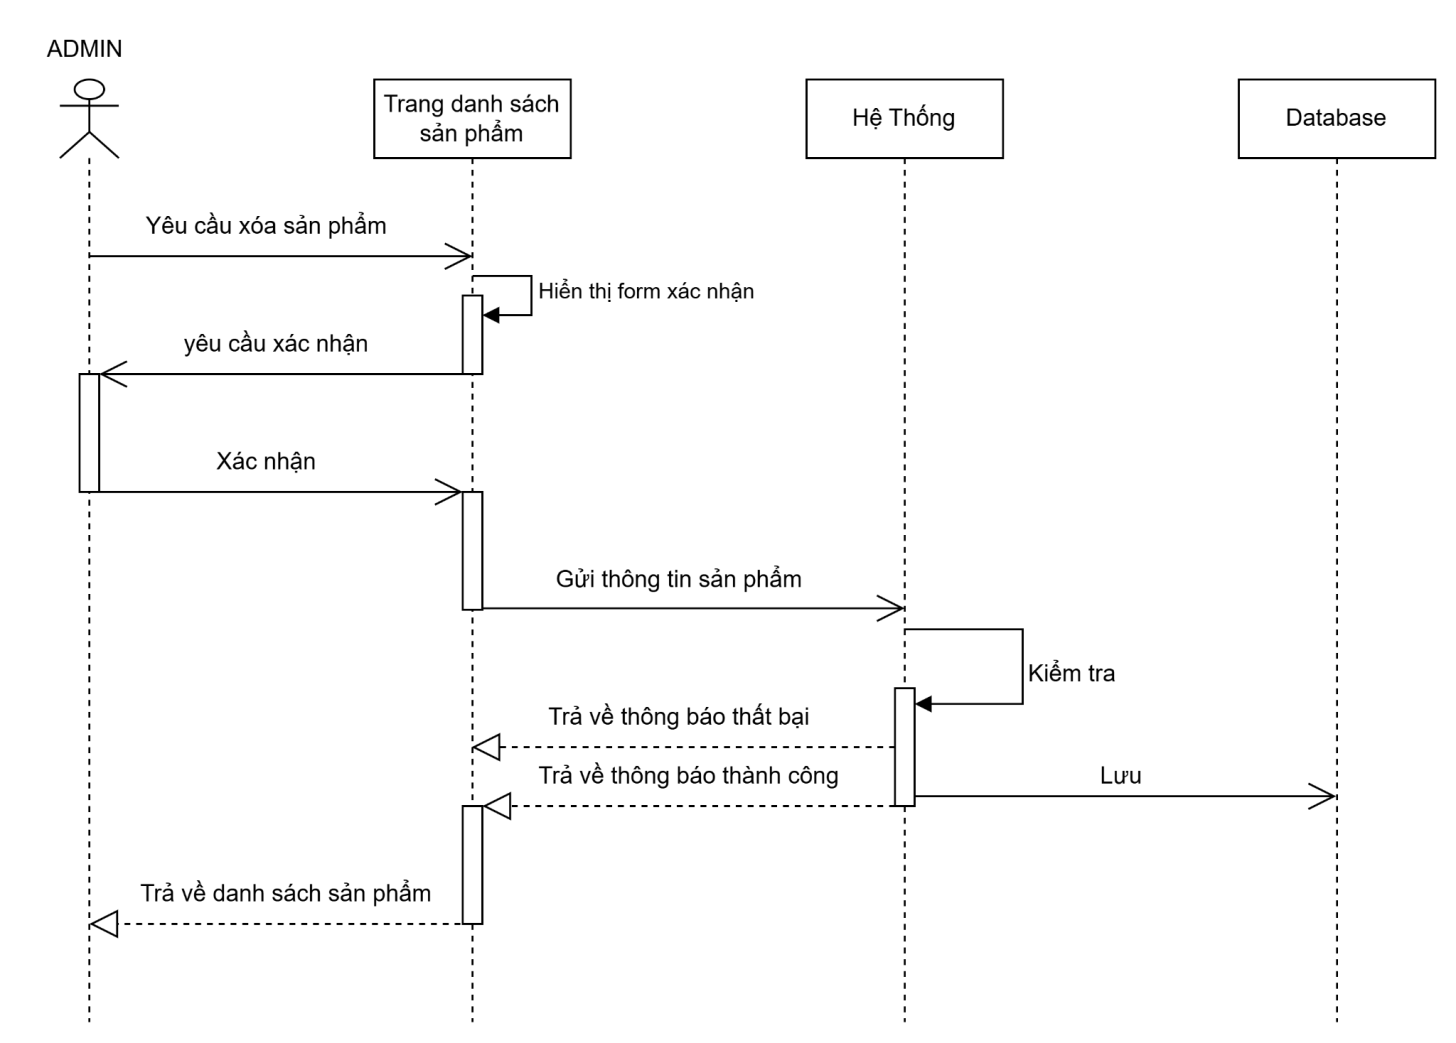 ADMIN
Trang danh sách
sản phẩm
Hệ Thống
Database
Yêu cầu xóa sản phẩm
Hiển thị form xác nhận
yêu cầu xác nhận
Xác nhận
Gửi thông tin sản phẩm
Kiểm tra
Trả về thông báo thất bại
Trả về thông báo thành công
Lưu
Trả về danh sách sản phẩm